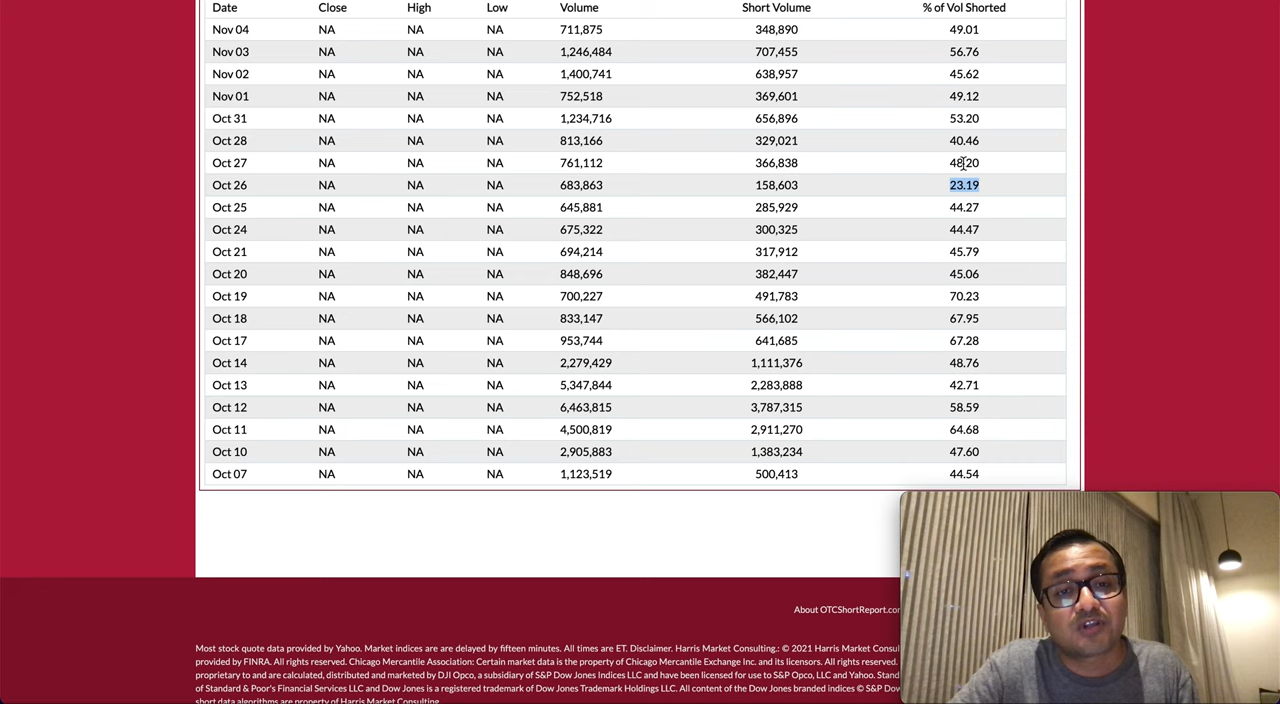 Date Close High Low Volume Short Volume % of Vol Shorted
Nov 04 NA NA NA 711,875 348,890 49.01
Nov 03 NA NA NA 1,246,484 707,455 56.76
Nov 02 NA NA NA 1,400,741 638,957 45.62
Nov 01 NA NA NA 752,518 369,601 49.12
Oct 31 NA NA NA 1,234,716 656,896 53.20
Oct 28 NA NA NA 813,166 329,021 40.46
Oct 27 NA NA NA 761,112 366,838 48.20
Oct 26 NA NA NA 683,863 158,603 23.19
Oct 25 NA NA NA 645,881 285,929 44.27
Oct 24 NA NA NA 675,322 300,325 44.47
Oct 21 NA NA NA 694,214 317,912 45.79
Oct 20 NA NA NA 848,696 382,447 45.06
Oct 19 NA NA NA 700,227 491,783 70.23
Oct 18 NA NA NA 833,147 566,102 67.95
Oct 17 NA NA NA 953,744 641,685 67.28
Oct 14 NA NA NA 2,279,429 1,111,376 48.76
Oct 13 NA NA NA 5,347,844 2,283,888 42.71
Oct 12 NA NA NA 6,463,815 3,787,315 58.59
Oct 11 NA NA NA 4,500,819 2,911,270 64.68
Oct 10 NA NA NA 2,905,883 1,383,234 47.60
Oct 07 NA NA NA 1,123,519 500,413 44.54
About OTCShortReport.co
Most stock quote data provided by Yahoo. Market indices are delayed by fifteen minutes. All times are ET. Disclaimer. Harris Market Consulting.: © 2021 Harris Market Consul
provided by FINRA. All rights reserved. Chicago Mercantile Association: Certain market data is the property of Chicago Mercantile Exchange Inc. and its licensors. All rights reserved.
proprietary to and are calculated, distributed and marketed by DJI Opco, a subsidiary of S&P Dow Jones Indices LLC and have been licensed for use to S&P Opco, LLC and Yahoo. Stand
of Standard & Poor's Financial Services LLC and Dow Jones is a registered trademark of Dow Jones Trademark Holdings LLC. All content of the Dow Jones branded indices © S&P Dow
short data algorithms are property of Harris Market Consulting.